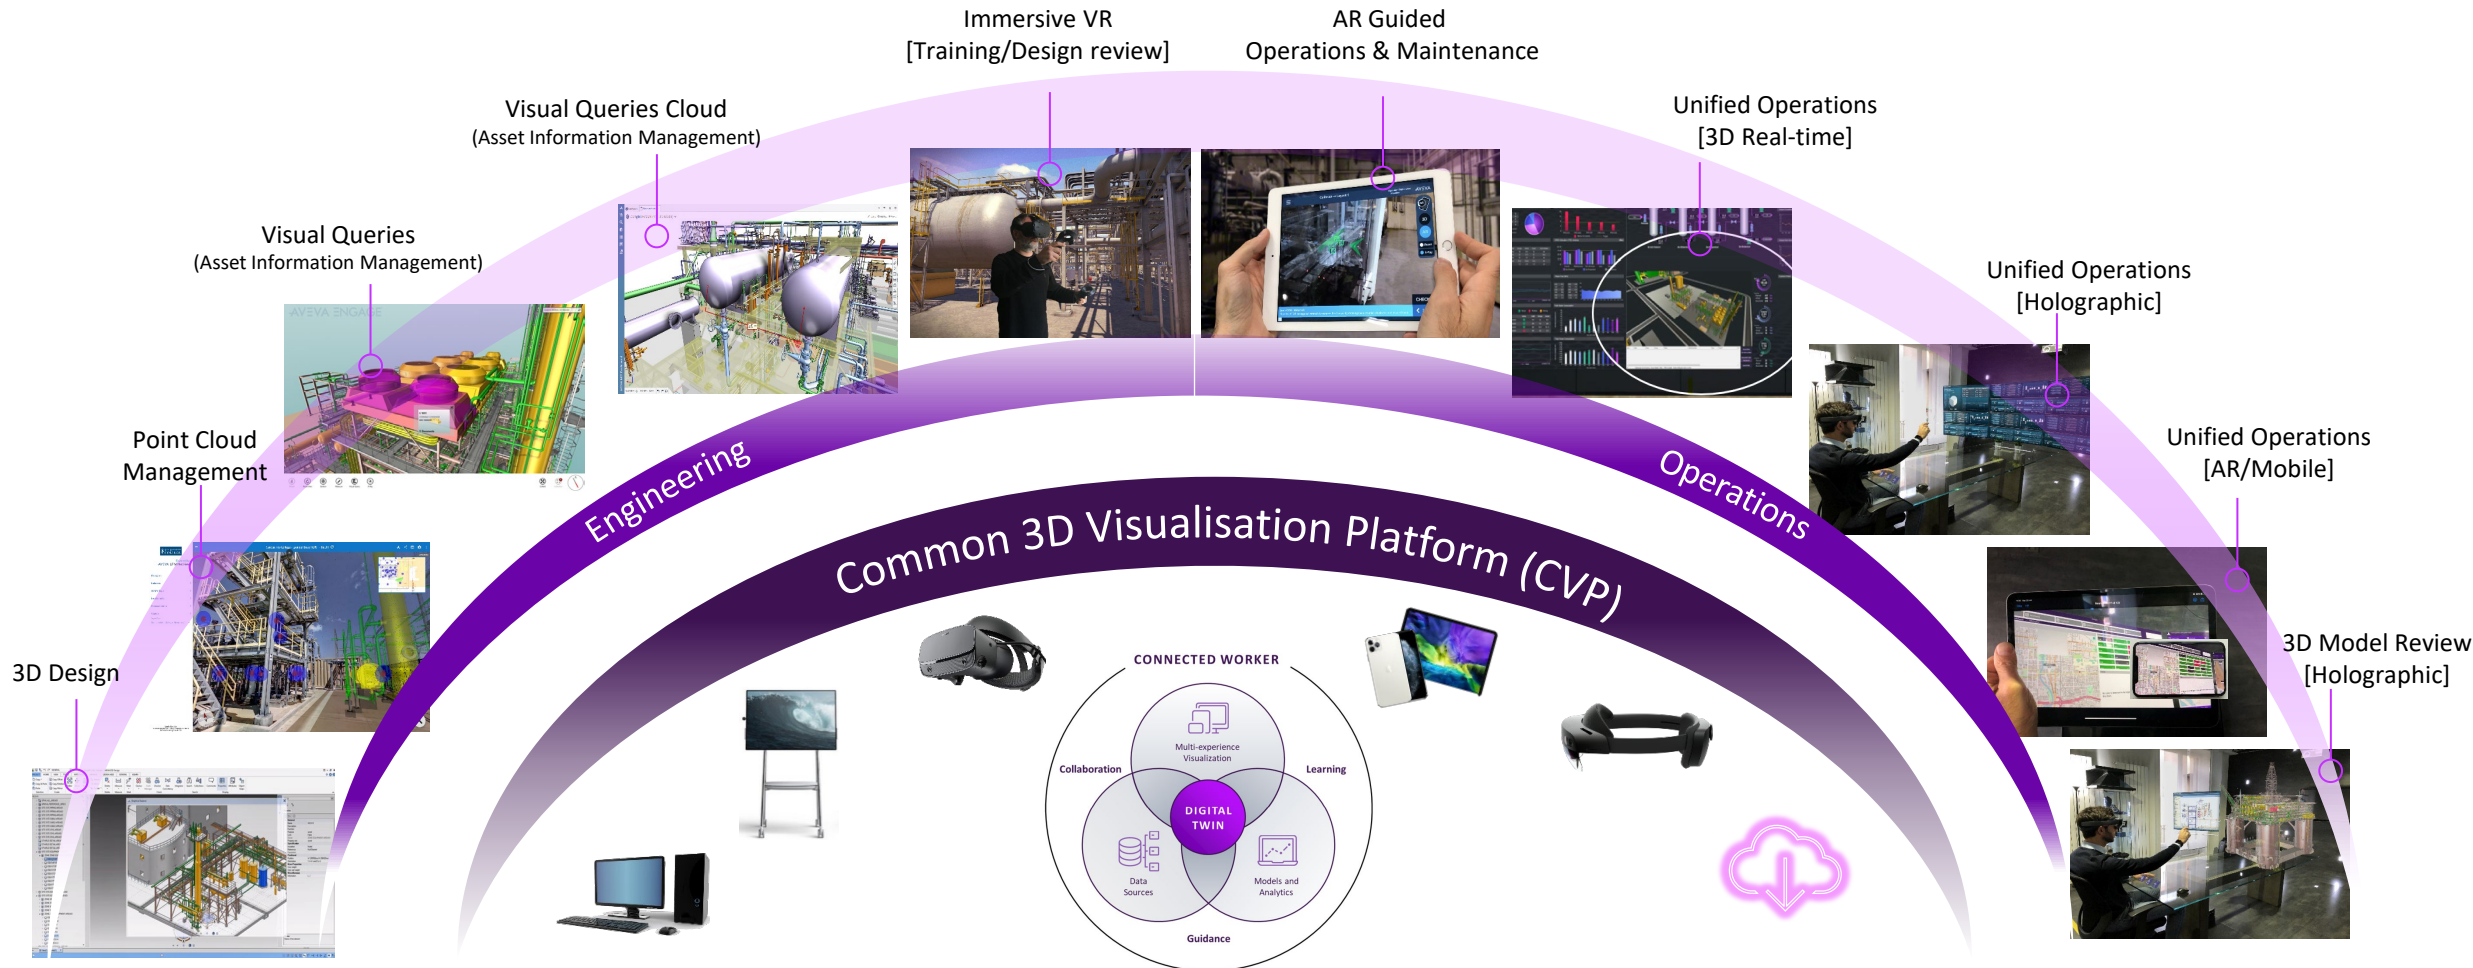 Immersive VR
[Training/Design review]
AR Guided
Operations & Maintenance
Visual Queries Cloud
(Asset Information Management)
Unified Operations
[3D Real-time]
Visual Queries
(Asset Information Management)
Unified Operations
[Holographic]
AVEVA ENGAGE
Point Cloud
Management
Unified Operations
[AR/Mobile]
3D Design
3D Model Review
[Holographic]
Engineering
Operations
Common 3D Visualisation Platform (CVP)
CONNECTED WORKER
Multi-experience
Visualization
Collaboration
Learning
DIGITAL
TWIN
Data
Sources
Models and
Analytics
Guidance